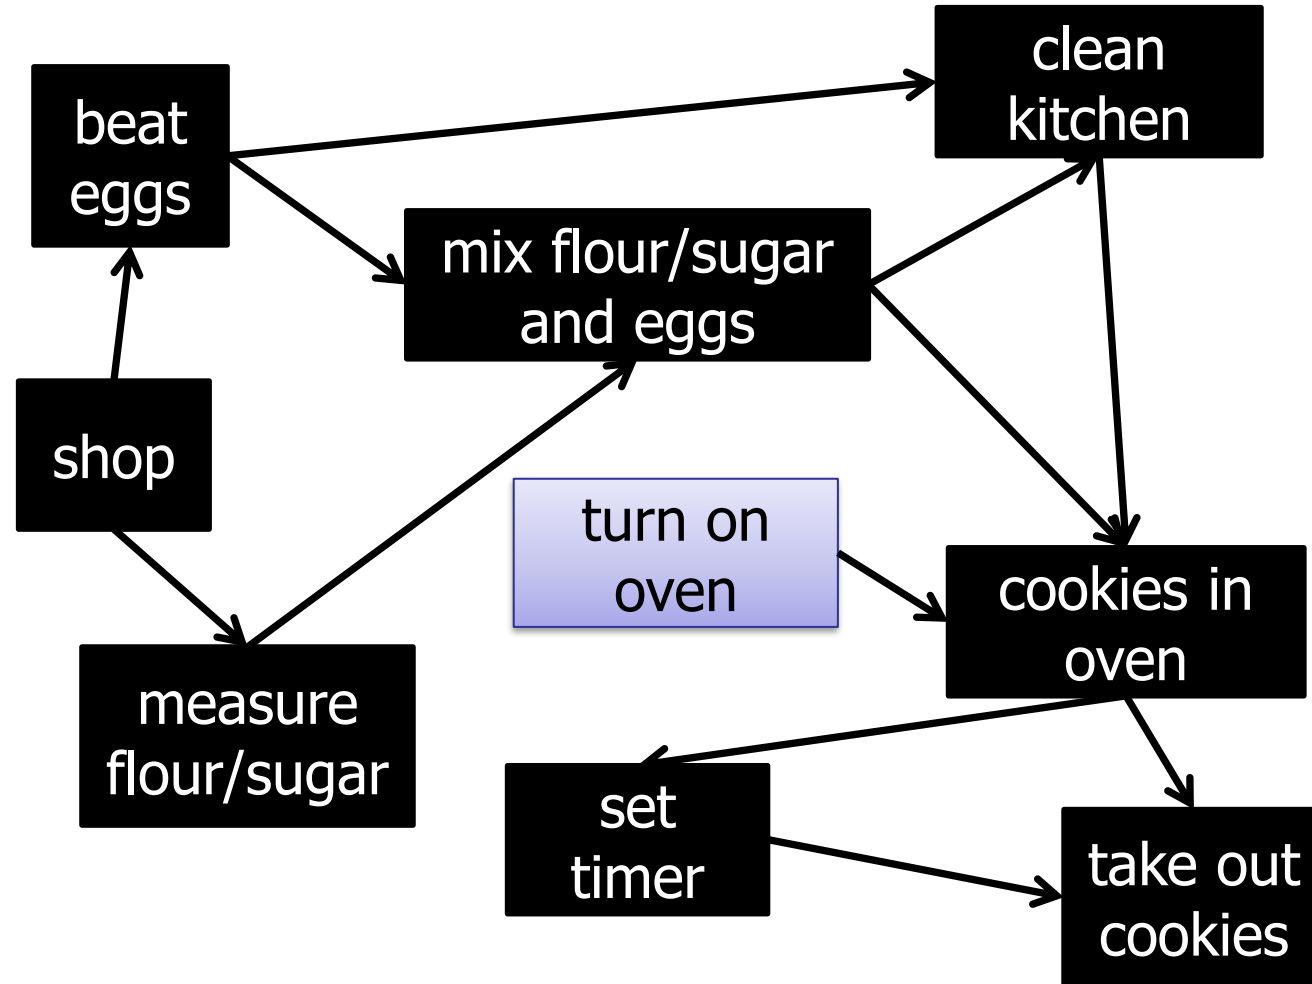 clean
kitchen
beat
eggs
mix flour/sugar
and eggs
shop
turn on
oven
cookies in
oven
measure
flour/sugar
set
timer
take out
cookies